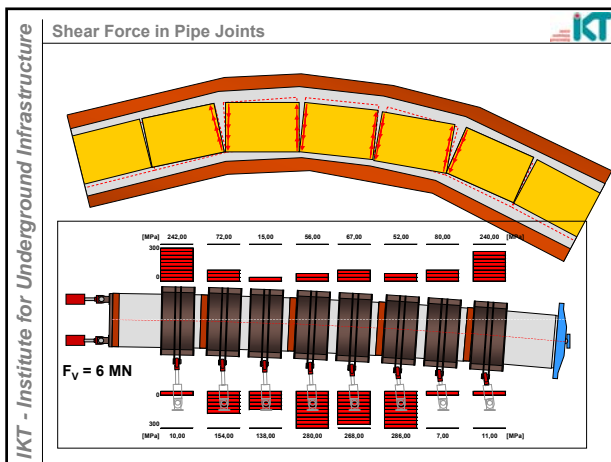 IKT - Institute for Underground Infrastructure
Shear Force in Pipe Joints
iKT
[MPa] 242,00 72,00 15,00 56,00 67,00 52,00 80,00 240,00 [MPa]
300
0
F_V = 6 MN
0
300
[MPa] 10,00 154,00 138,00 280,00 268,00 286,00 7,00 11,00 [MPa]